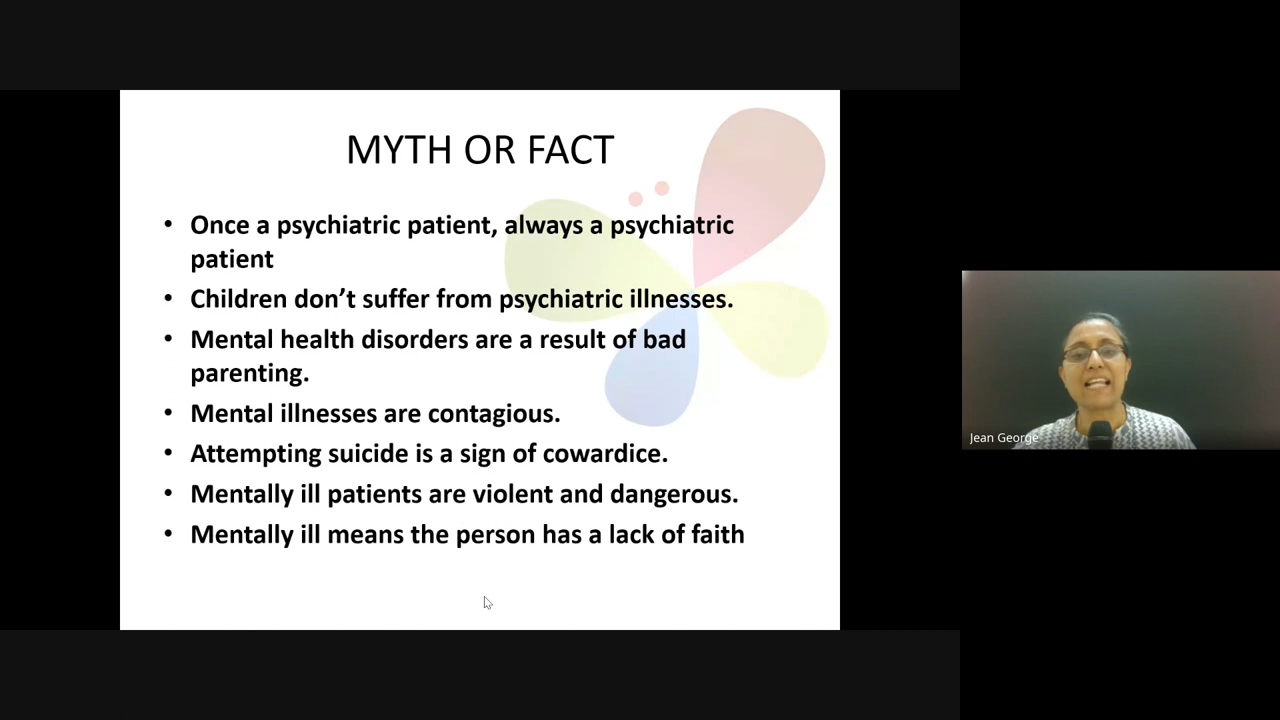 MYTH OR FACT
• Once a psychiatric patient, always a psychiatric
patient
• Children don’t suffer from psychiatric illnesses.
• Mental health disorders are a result of bad
parenting.
• Mental illnesses are contagious.
• Attempting suicide is a sign of cowardice.
• Mentally ill patients are violent and dangerous.
• Mentally ill means the person has a lack of faith
Jean George